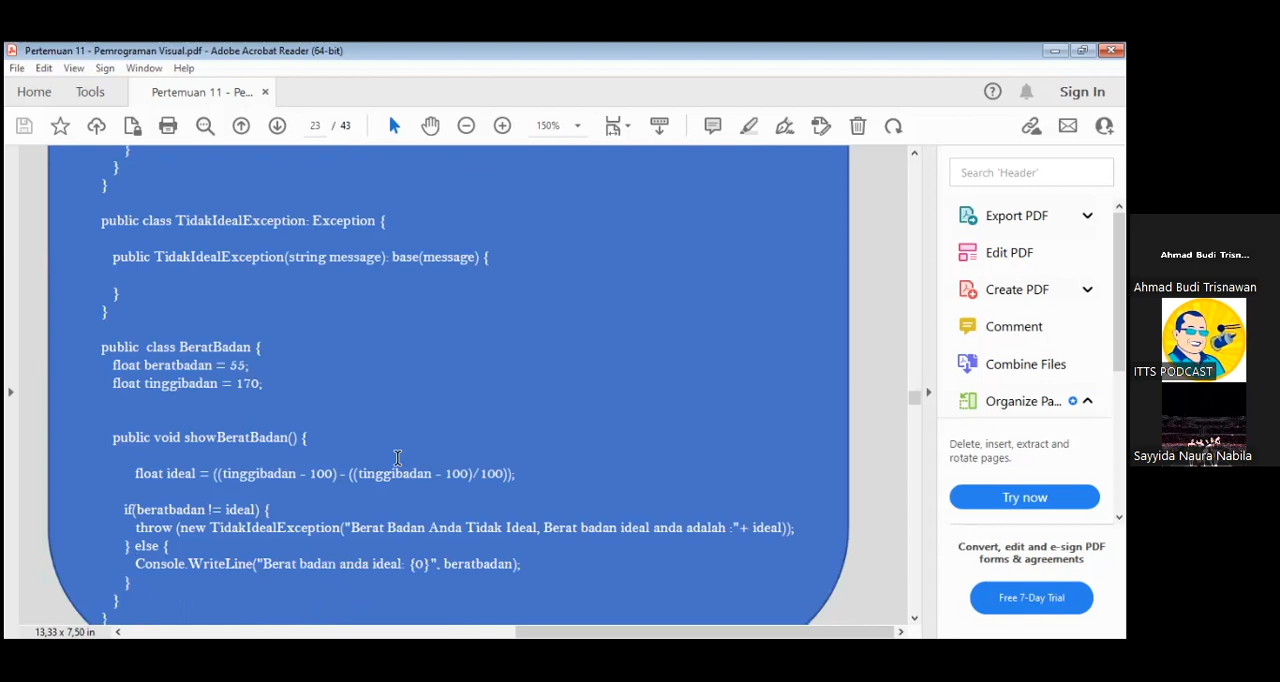 Pertemuan 11 - Pemrograman Visual.pdf - Adobe Acrobat Reader (64-bit)
File Edit View Sign Window Help
Home Tools Pertemuan 11 - Pe... × Sign In
23 / 43 150%
}
}
}
public class TidakIdealException: Exception {
public TidakIdealException(string message): base(message) {
}
}
public class BeratBadan {
float beratbadan = 55;
float tinggibadan = 170;
public void showBeratBadan() {
float ideal = ((tinggibadan - 100) - ((tinggibadan - 100)/100));
if(beratbadan != ideal) {
throw (new TidakIdealException("Berat Badan Anda Tidak Ideal, Berat badan ideal anda adalah :"+ ideal));
} else {
Console.WriteLine("Berat badan anda ideal: {0}", beratbadan);
}
}
}
13,33 x 7,50 in
Search 'Header'
Export PDF
Edit PDF
Create PDF
Comment
Combine Files
Organize Pa...
Delete, insert, extract and
rotate pages.
Try now
Convert, edit and e-sign PDF
forms & agreements
Free 7-Day Trial
Ahmad Budi Trisn...
Ahmad Budi Trisnawan
ITTS PODCAST
Sayyida Naura Nabila